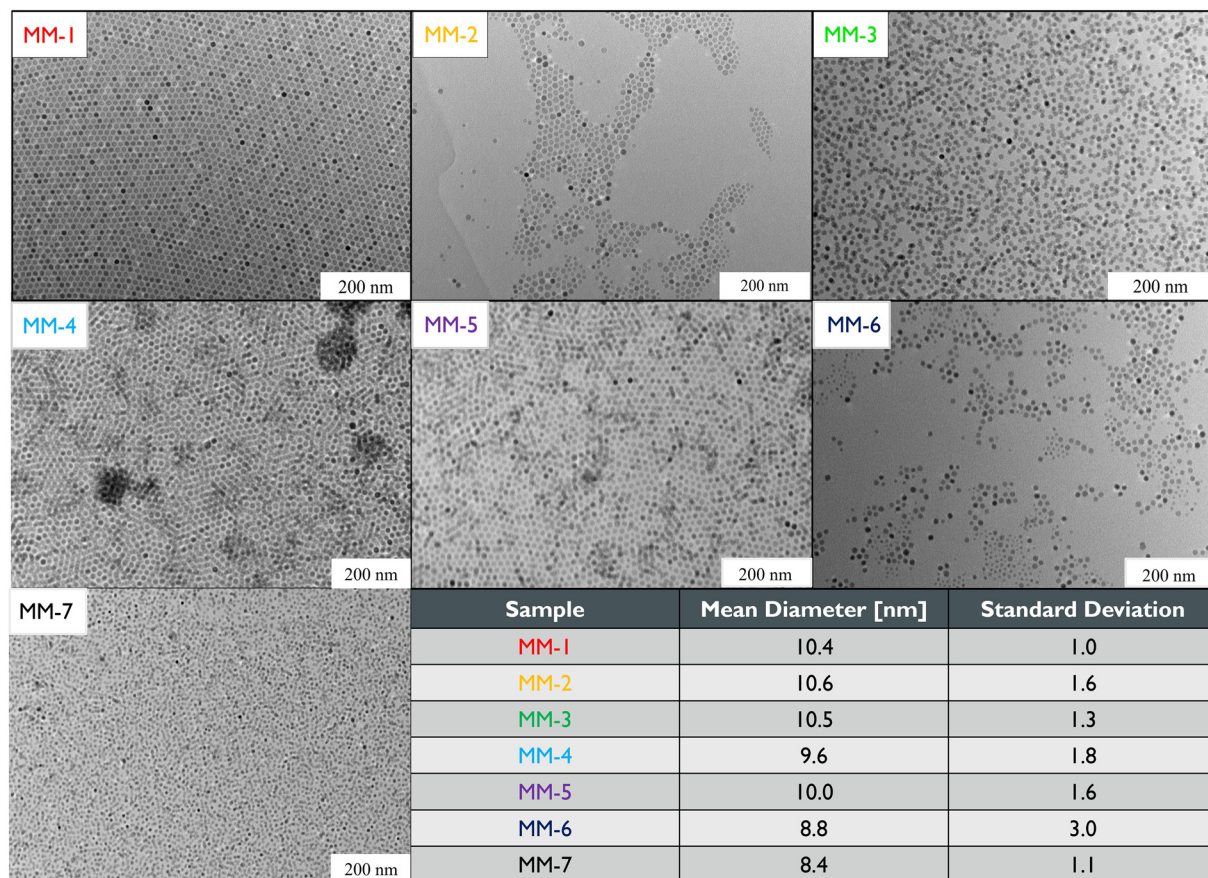 MM-1
MM-2
MM-3
200 nm
200 nm
200 nm
MM-4
MM-5
MM-6
200 nm
200 nm
200 nm
MM-7
200 nm
Sample Mean Diameter [nm] Standard Deviation
MM-1 10.4 1.0
MM-2 10.6 1.6
MM-3 10.5 1.3
MM-4 9.6 1.8
MM-5 10.0 1.6
MM-6 8.8 3.0
MM-7 8.4 1.1